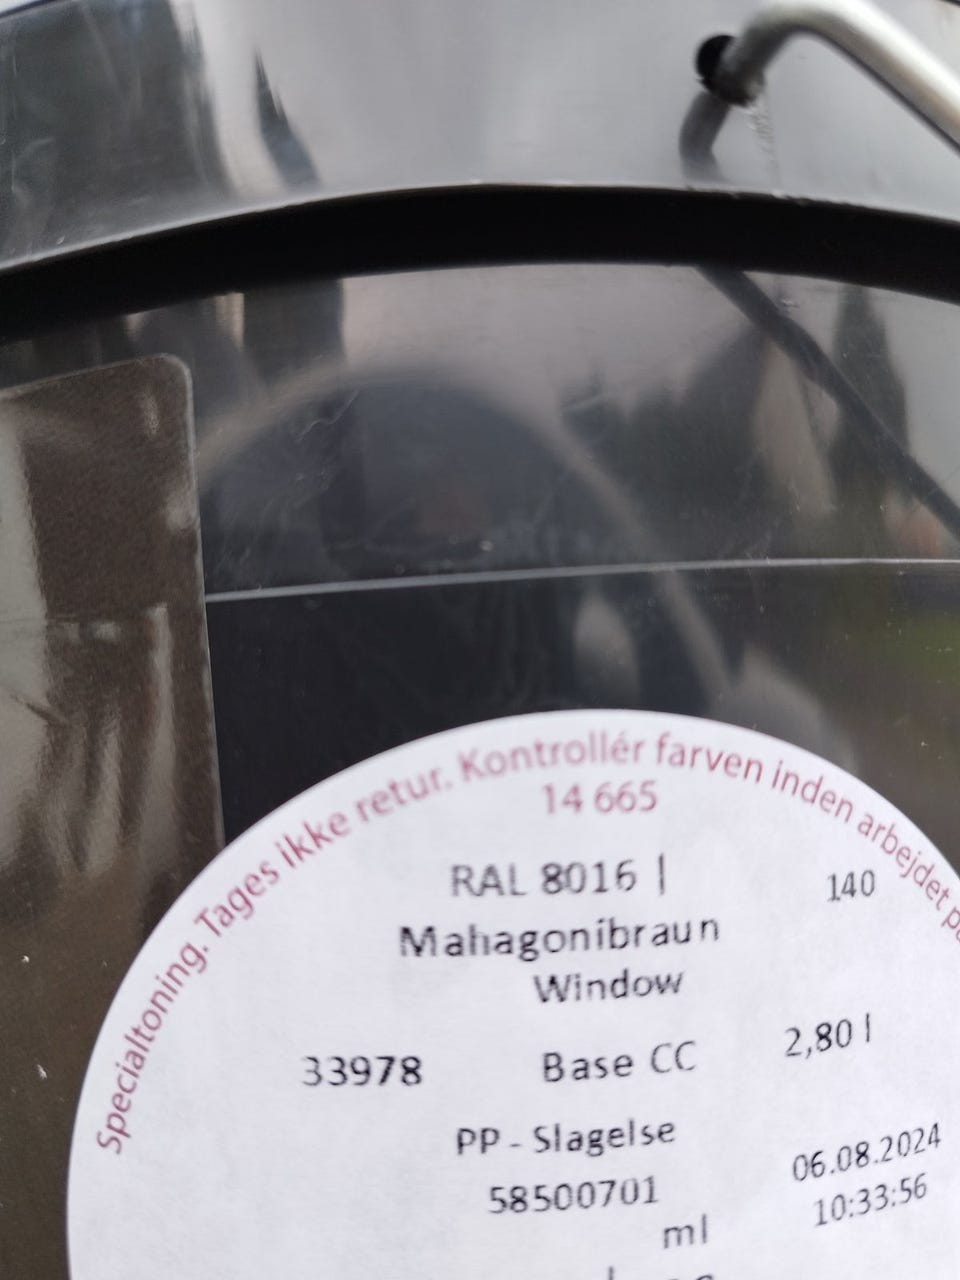 Specialtoning. Tages ikke retur. Kontrollér farven inden arbejdet
14 665
RAL 8016 | 140
Mahagonibraun
Window
33978 Base CC 2,80 l
PP - Slagelse
58500701 06.08.2024
ml 10:33:56